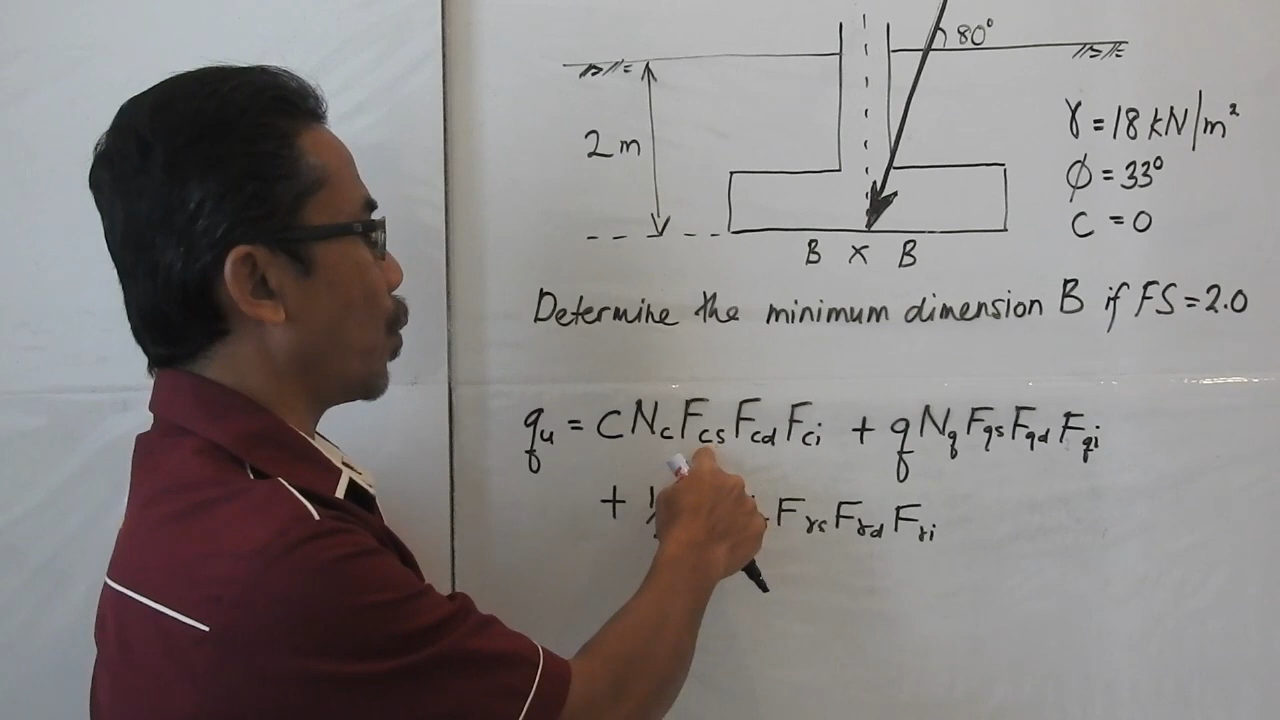 80°
2 m
γ = 18 kN/m²
φ = 33°
C = 0
B × B
Determine the minimum dimension B if FS = 2.0
qu = C Nc Fcs Fcd Fci + q Nq Fqs Fqd Fqi
+ Fγs Fγd Fγi